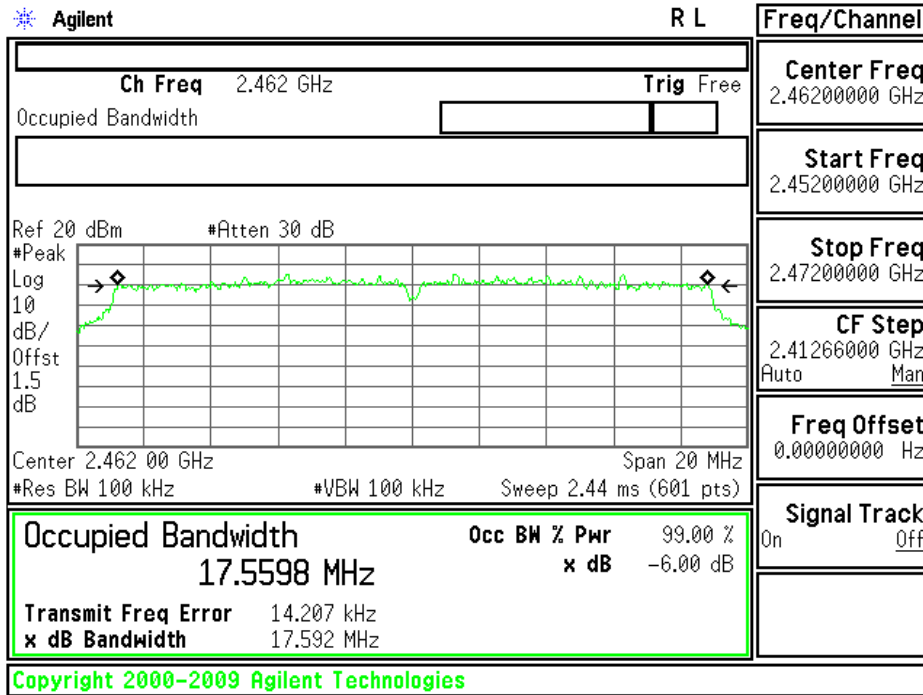 Agilent
R L
Freq/Channel
Ch Freq 2.462 GHz
Trig Free
Occupied Bandwidth
Center Freq
2.46200000 GHz
Start Freq
2.45200000 GHz
Stop Freq
2.47200000 GHz
CF Step
2.41266000 GHz
Auto Man
Freq Offset
0.00000000 Hz
Signal Track
On Off
Ref 20 dBm
#Atten 30 dB
#Peak
Log
10
dB/
Offst
1.5
dB
Center 2.462 00 GHz
Span 20 MHz
#Res BW 100 kHz
#VBW 100 kHz
Sweep 2.44 ms (601 pts)
Occupied Bandwidth
17.5598 MHz
Occ BW % Pwr 99.00 %
x dB -6.00 dB
Transmit Freq Error 14.207 kHz
x dB Bandwidth 17.592 MHz
Copyright 2000-2009 Agilent Technologies